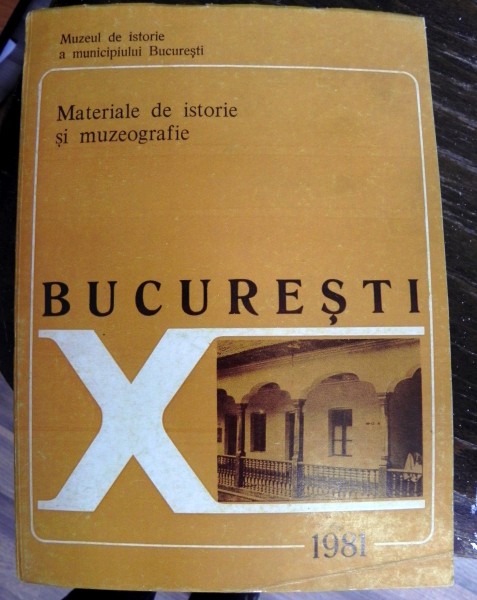 Muzeul de istorie
a municipiului București
Materiale de istorie
și muzeografie
BUCUREȘTI
X
1981